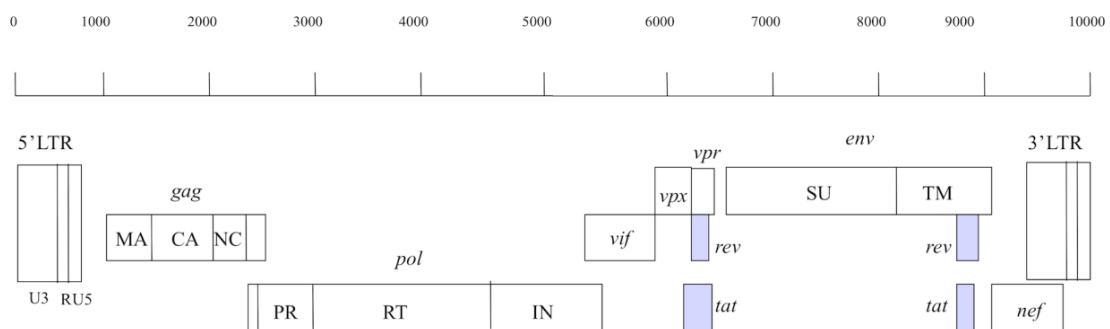 0 1000 2000 3000 4000 5000 6000 7000 8000 9000 10000
5’LTR env 3’LTR
vpr
gag
vpx SU TM
MA CA NC vif rev rev
pol
U3 RU5
PR RT IN tat tat nef